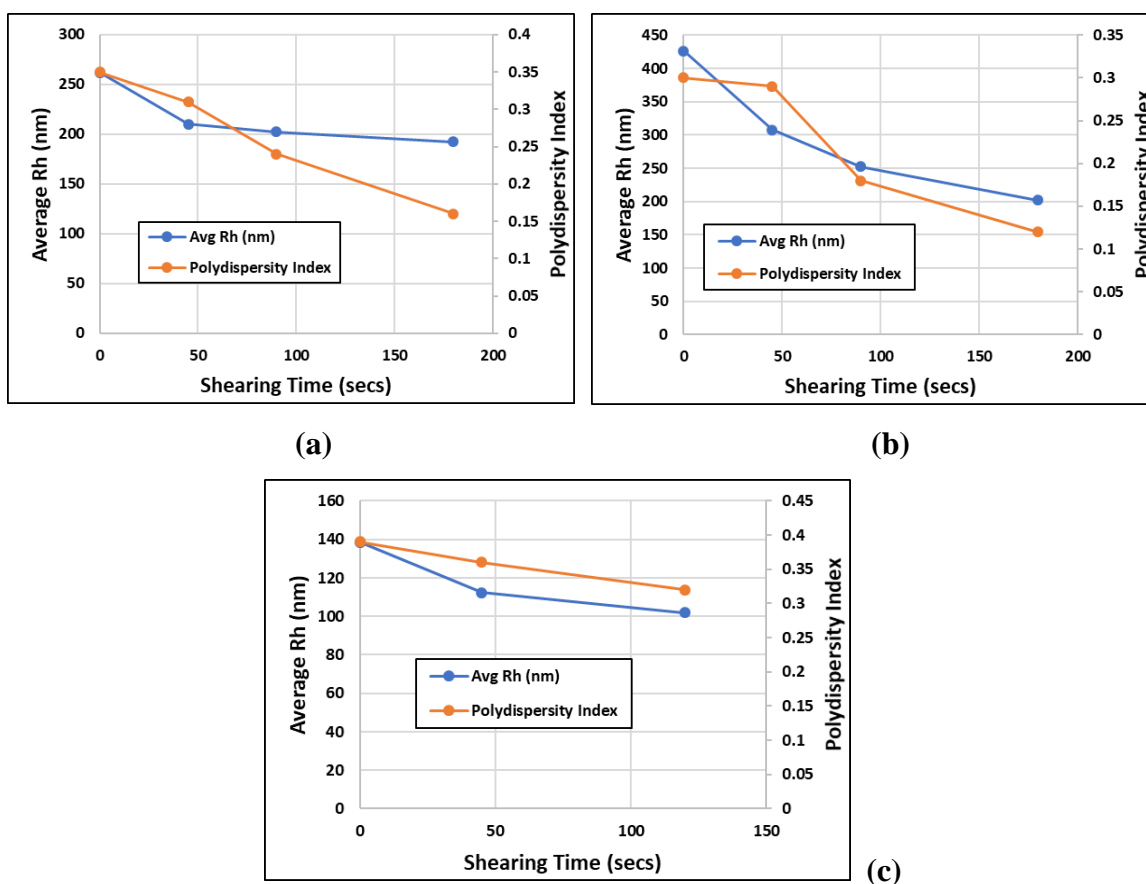 300
250
200
150
100
50
0
Average Rh (nm)
0.4
0.35
0.3
0.25
0.2
0.15
0.1
0.05
0
Polydispersity Index
Avg Rh (nm)
Polydispersity Index
0 50 100 150 200
Shearing Time (secs)
(a)
450
400
350
300
250
200
150
100
50
0
Average Rh (nm)
0.35
0.3
0.25
0.2
0.15
0.1
0.05
0
Polydispersity Index
Avg Rh (nm)
Polydispersity Index
0 50 100 150 200
Shearing Time (secs)
(b)
160
140
120
100
80
60
40
20
0
Average Rh (nm)
0.45
0.4
0.35
0.3
0.25
0.2
0.15
0.1
0.05
0
Polydispersity Index
Avg Rh (nm)
Polydispersity Index
0 50 100 150
Shearing Time (secs)
(c)